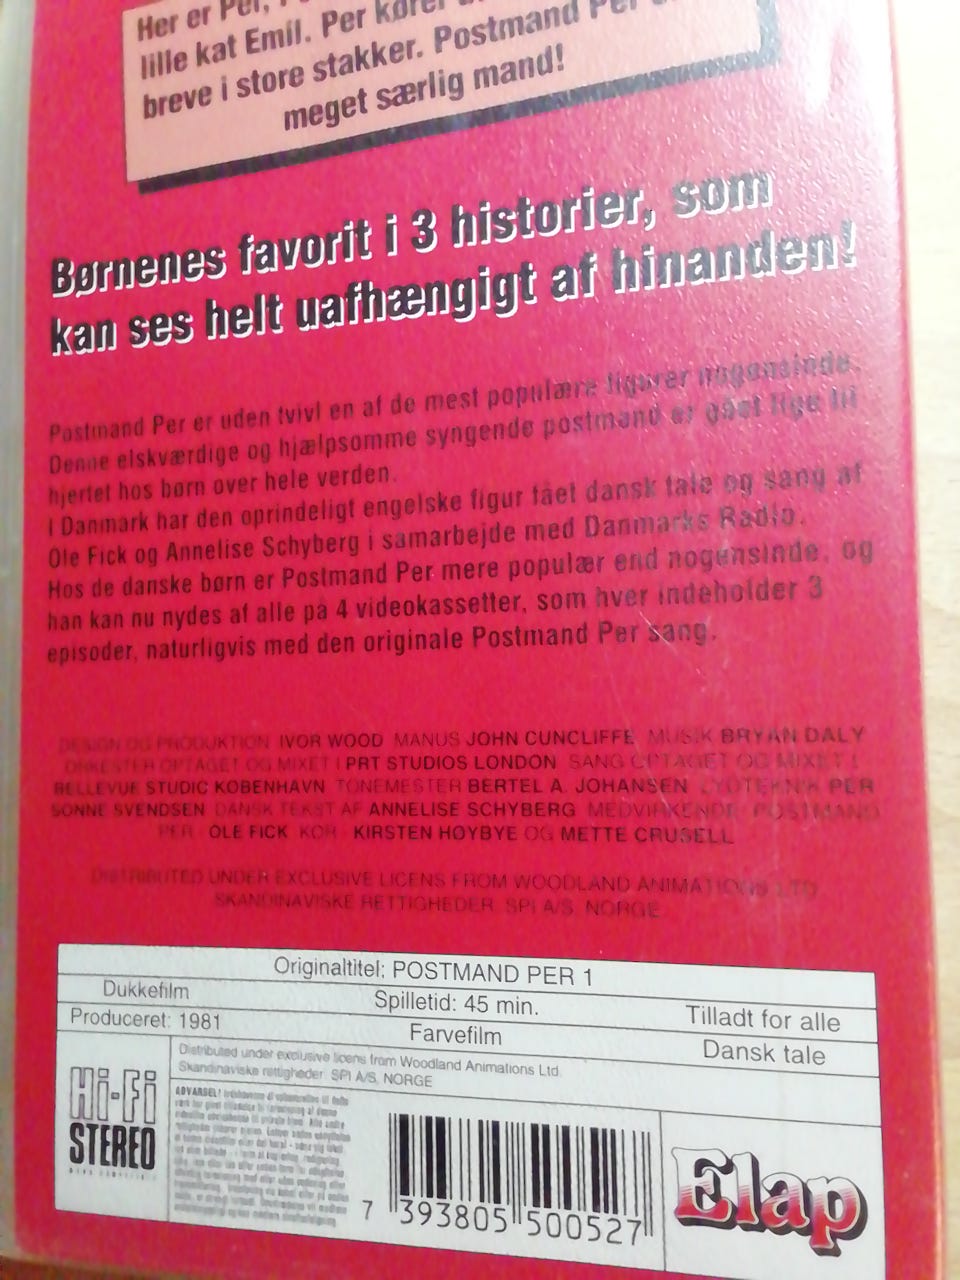 Her er Per,
lille kat Emil. Per kører
breve i store stakker. Postmand Per
meget særlig mand!
Børnenes favorit i 3 historier, som
kan ses helt uafhængigt af hinanden!
Postmand Per er uden tvivl en af de mest populære figurer nogensinde.
Denne elskværdige og hjælpsomme syngende postmand er gået lige til
hjertet hos børn over hele verden.
I Danmark har den oprindeligt engelske figur fået dansk tale og sang af
Ole Fick og Annelise Schyberg i samarbejde med Danmarks Radio.
Hos de danske børn er Postmand Per mere populær end nogensinde, og
han kan nu nydes af alle på 4 videokassetter, som hver indeholder 3
episoder, naturligvis med den originale Postmand Per sang.
DESIGN OG PRODUKTION IVOR WOOD MANUS JOHN CUNCLIFFE MUSIK BRYAN DALY
ORKESTER OPTAGET OG MIXET I PRT STUDIOS LONDON SANG OPTAGET OG MIXET I
BELLEVUE STUDIC KØBENHAVN TONEMESTER BERTEL A. JOHANSEN LYDTEKNIK PER
SONNE SVENDSEN DANSK TEKST AF ANNELISE SCHYBERG MEDVIRKENDE POSTMAND
PER OLE FICK KOR KIRSTEN HØYBYE OG METTE CRUSELL
DISTRIBUTED UNDER EXCLUSIVE LICENS FROM WOODLAND ANIMATIONS LTD
SKANDINAVISKE RETTIGHEDER SPI A/S, NORGE
Originaltitel: POSTMAND PER 1
Dukkefilm Spilletid: 45 min. Tilladt for alle
Produceret: 1981 Farvefilm Dansk tale
Distributed under exclusive licens from Woodland Animations Ltd
Skandinaviske rettigheder SPI A/S, NORGE
Hi-Fi
STEREO
ADVARSEL!
7 393805 500527
Elap